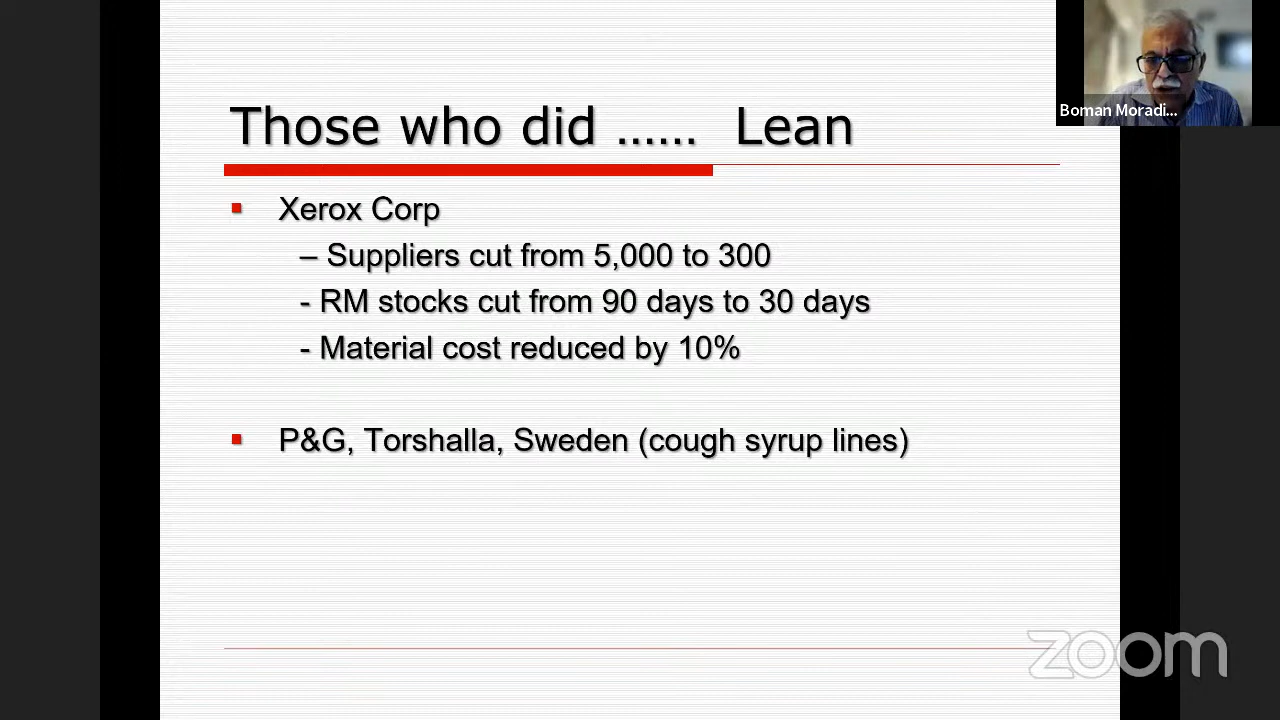 Boman Moradi...
Those who did ...... Lean
Xerox Corp
– Suppliers cut from 5,000 to 300
- RM stocks cut from 90 days to 30 days
- Material cost reduced by 10%
P&G, Torshalla, Sweden (cough syrup lines)
zoom